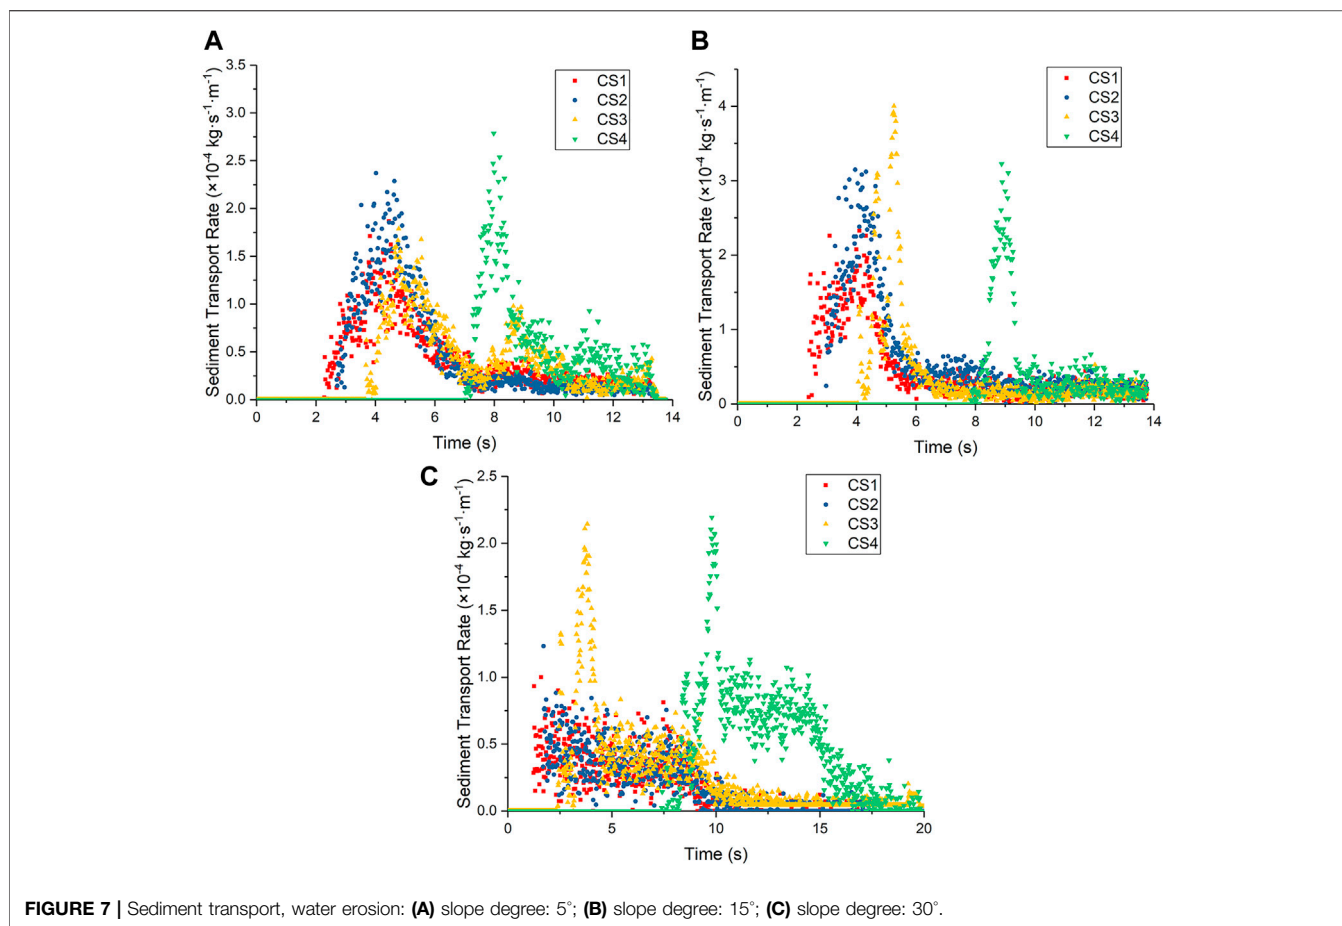 A
Sediment Transport Rate (×10⁻⁴ kg·s⁻¹·m⁻¹)
3.5
3.0
2.5
2.0
1.5
1.0
0.5
0.0
0 2 4 6 8 10 12 14
Time (s)
CS1
CS2
CS3
CS4
B
Sediment Transport Rate (×10⁻⁴ kg·s⁻¹·m⁻¹)
4
3
2
1
0
0 2 4 6 8 10 12 14
Time (s)
CS1
CS2
CS3
CS4
C
Sediment Transport Rate (×10⁻⁴ kg·s⁻¹·m⁻¹)
2.5
2.0
1.5
1.0
0.5
0.0
0 5 10 15 20
Time (s)
CS1
CS2
CS3
CS4
FIGURE 7 | Sediment transport, water erosion: (A) slope degree: 5°; (B) slope degree: 15°; (C) slope degree: 30°.